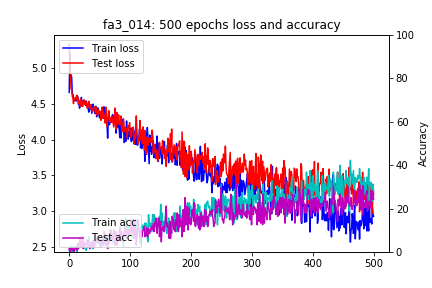 fa3_014: 500 epochs loss and accuracy
Train loss
Test loss
Train acc
Test acc
Loss
Accuracy
5.0
4.5
4.0
3.5
3.0
2.5
100
80
60
40
20
0
0
100
200
300
400
500